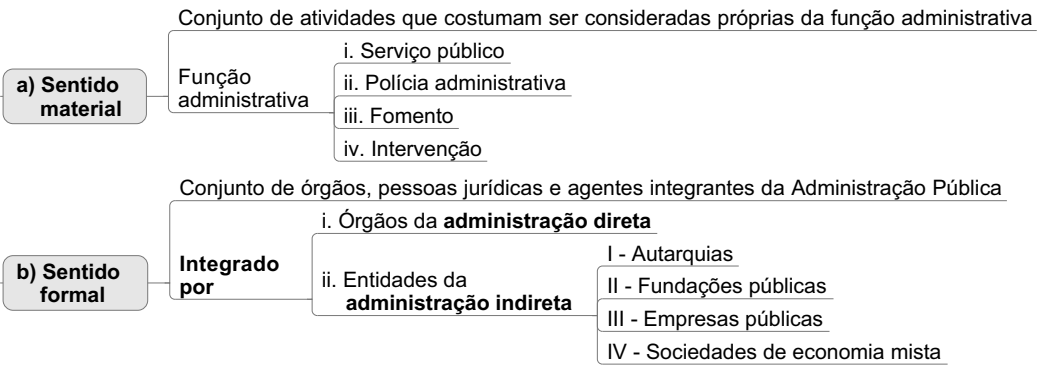 Conjunto de atividades que costumam ser consideradas próprias da função administrativa
a) Sentido
material
Função
administrativa
i. Serviço público
ii. Polícia administrativa
iii. Fomento
iv. Intervenção
Conjunto de órgãos, pessoas jurídicas e agentes integrantes da Administração Pública
b) Sentido
formal
Integrado
por
i. Órgãos da administração direta
ii. Entidades da
administração indireta
I - Autarquias
II - Fundações públicas
III - Empresas públicas
IV - Sociedades de economia mista